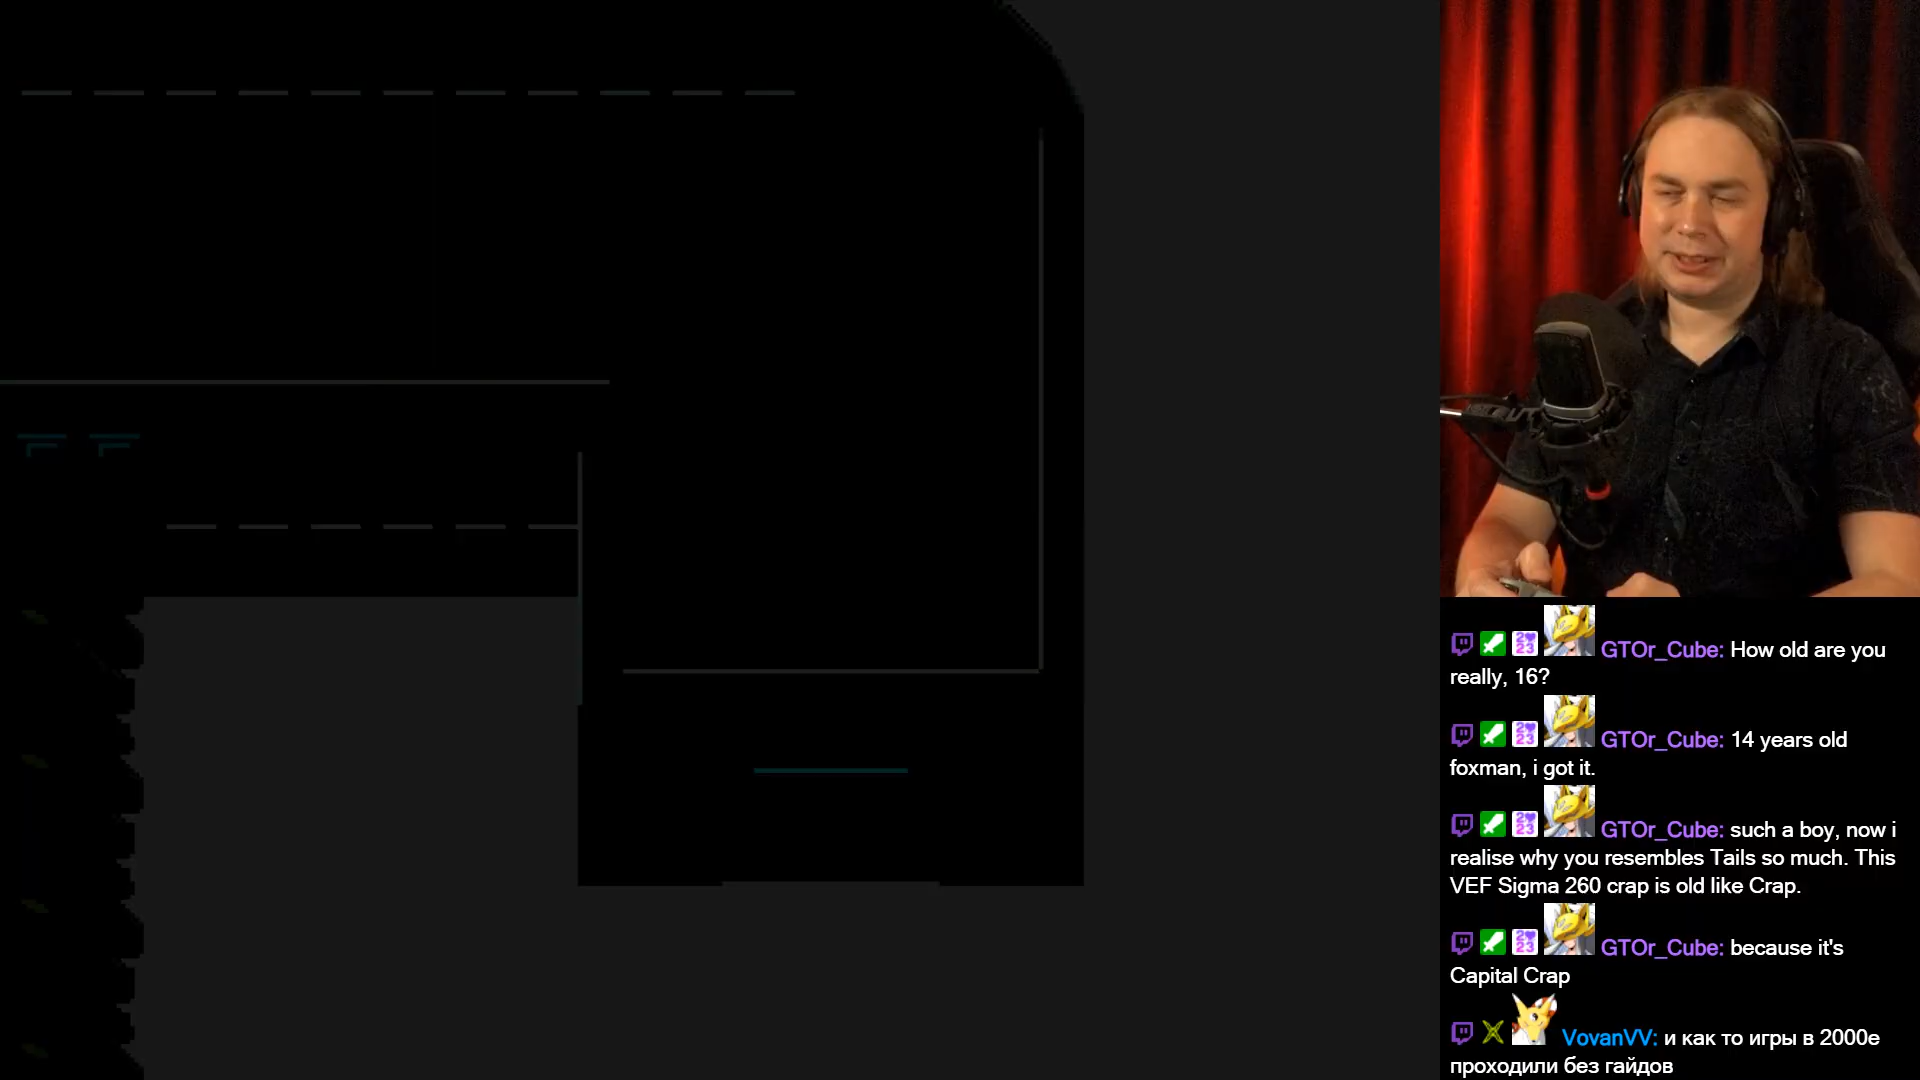 GTOr_Cube: How old are you
really, 16?
GTOr_Cube: 14 years old
foxman, i got it.
GTOr_Cube: such a boy, now i
realise why you resembles Tails so much. This
VEF Sigma 260 crap is old like Crap.
GTOr_Cube: because it's
Capital Crap
VovanVV: и как то игры в 2000е
проходили без гайдов